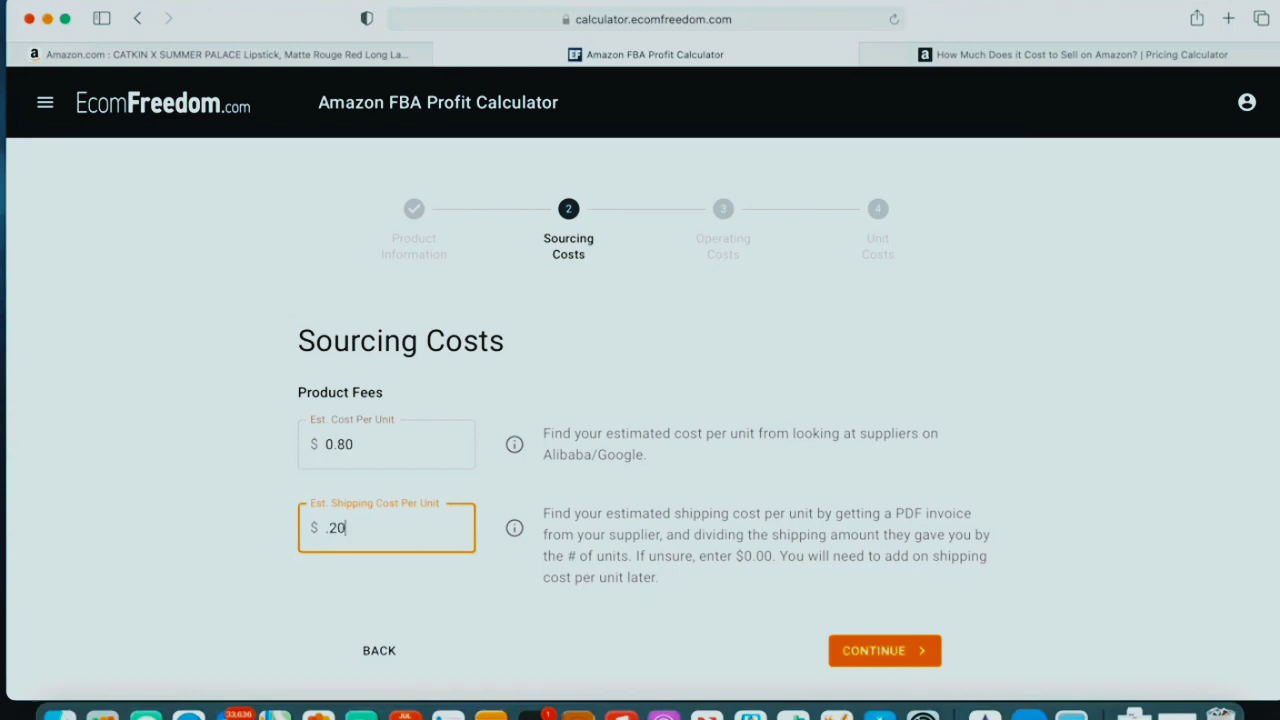 calculator.ecomfreedom.com
Amazon.com : CATKIN X SUMMER PALACE Lipstick, Matte Rouge Red Long La...
Amazon FBA Profit Calculator
How Much Does it Cost to Sell on Amazon? | Pricing Calculator
EcomFreedom.com
Amazon FBA Profit Calculator
2
3
4
Product
Information
Sourcing
Costs
Operating
Costs
Unit
Costs
Sourcing Costs
Product Fees
Est. Cost Per Unit
$ 0.80
Find your estimated cost per unit from looking at suppliers on
Alibaba/Google.
Est. Shipping Cost Per Unit
$ .20
Find your estimated shipping cost per unit by getting a PDF invoice
from your supplier, and dividing the shipping amount they gave you by
the # of units. If unsure, enter $0.00. You will need to add on shipping
cost per unit later.
BACK
CONTINUE
33,636
JUL
1